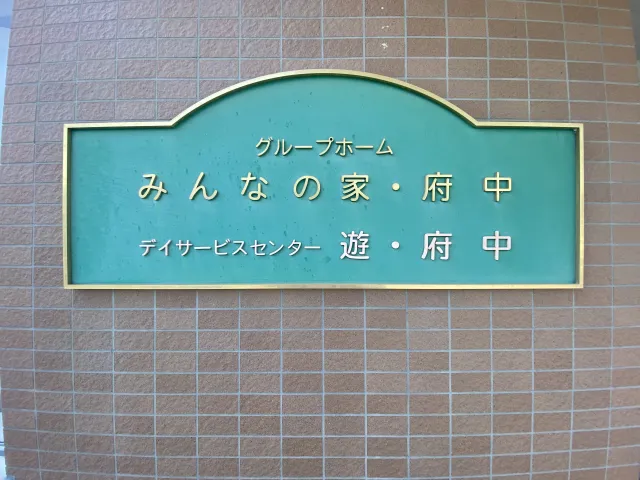 グループホーム
みんなの家・府中
デイサービスセンター 遊・府中